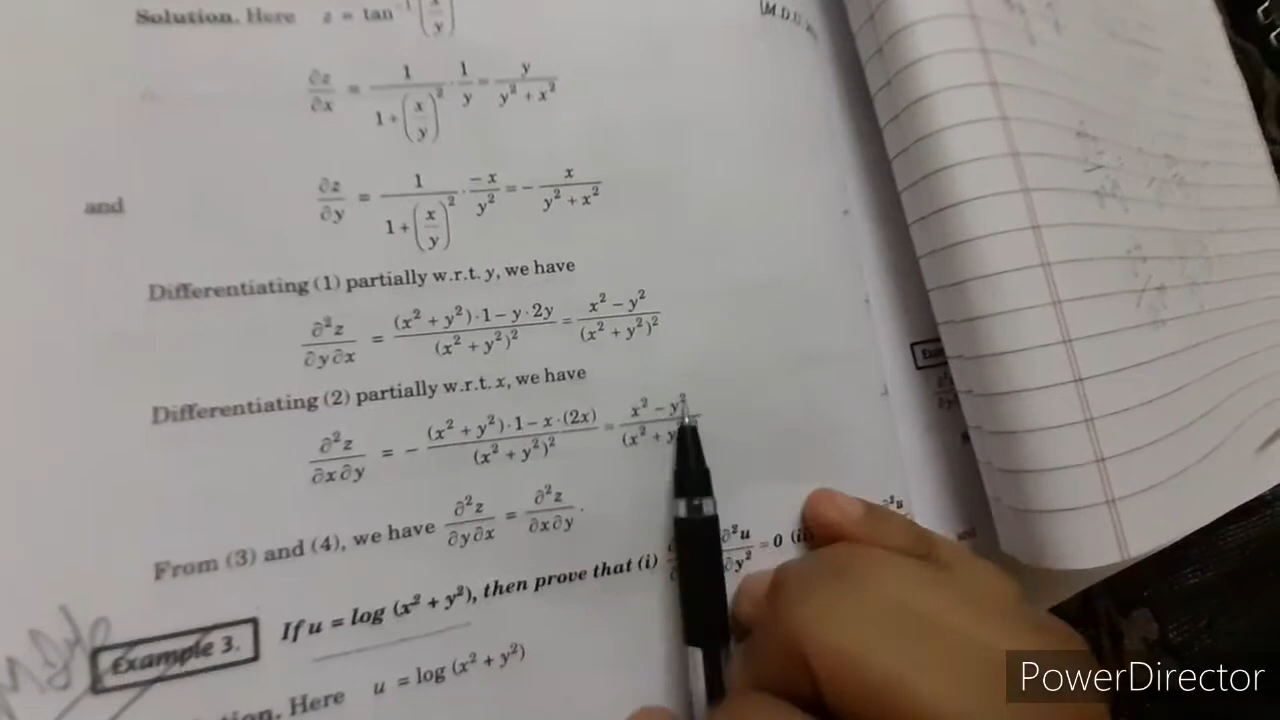 Solution. Here z = tan⁻¹ (x/y)
∂z/∂x = 1/(1+(x/y)²) · 1/y = y/(y² + x²)
and ∂z/∂y = 1/(1+(x/y)²) · −x/y² = − x/(y² + x²)
Differentiating (1) partially w.r.t. y, we have
∂²z/∂y∂x = ((x² + y²)·1 − y·2y)/(x² + y²)² = (x² − y²)/(x² + y²)²
Differentiating (2) partially w.r.t. x, we have
∂²z/∂x∂y = − ((x² + y²)·1 − x·(2x))/(x² + y²)² = (x² − y²)/(x² + y
From (3) and (4), we have ∂²z/∂y∂x = ∂²z/∂x∂y.
Example 3. If u = log (x² + y²), then prove that (i) ∂²u/∂y² = 0
Here u = log (x² + y²)
PowerDirector